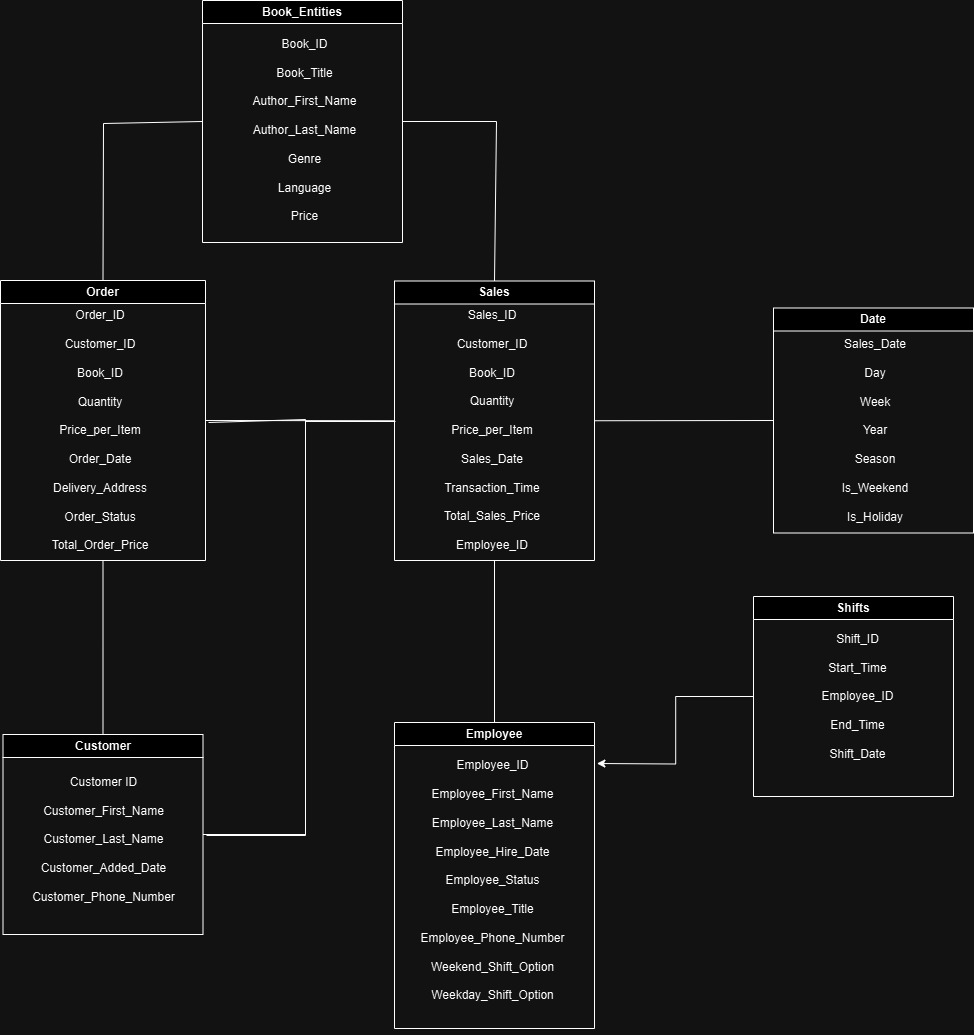 Book_Entities
Book_ID
Book_Title
Author_First_Name
Author_Last_Name
Genre
Language
Price
Order
Order_ID
Customer_ID
Book_ID
Quantity
Price_per_Item
Order_Date
Delivery_Address
Order_Status
Total_Order_Price
Sales
Sales_ID
Customer_ID
Book_ID
Quantity
Price_per_Item
Sales_Date
Transaction_Time
Total_Sales_Price
Employee_ID
Date
Sales_Date
Day
Week
Year
Season
Is_Weekend
Is_Holiday
Shifts
Shift_ID
Start_Time
Employee_ID
End_Time
Shift_Date
Customer
Customer ID
Customer_First_Name
Customer_Last_Name
Customer_Added_Date
Customer_Phone_Number
Employee
Employee_ID
Employee_First_Name
Employee_Last_Name
Employee_Hire_Date
Employee_Status
Employee_Title
Employee_Phone_Number
Weekend_Shift_Option
Weekday_Shift_Option